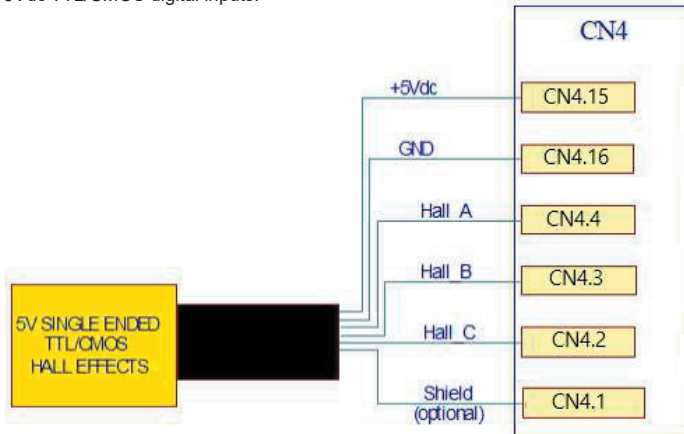 5Vdc TTL/CMOS digital inputs.
CN4
+5Vdc
CN4.15
GND
CN4.16
Hall_A
CN4.4
Hall_B
CN4.3
Hall_C
CN4.2
Shield
(optional)
CN4.1
5V SINGLE ENDED
TTL/CMOS
HALL EFFECTS